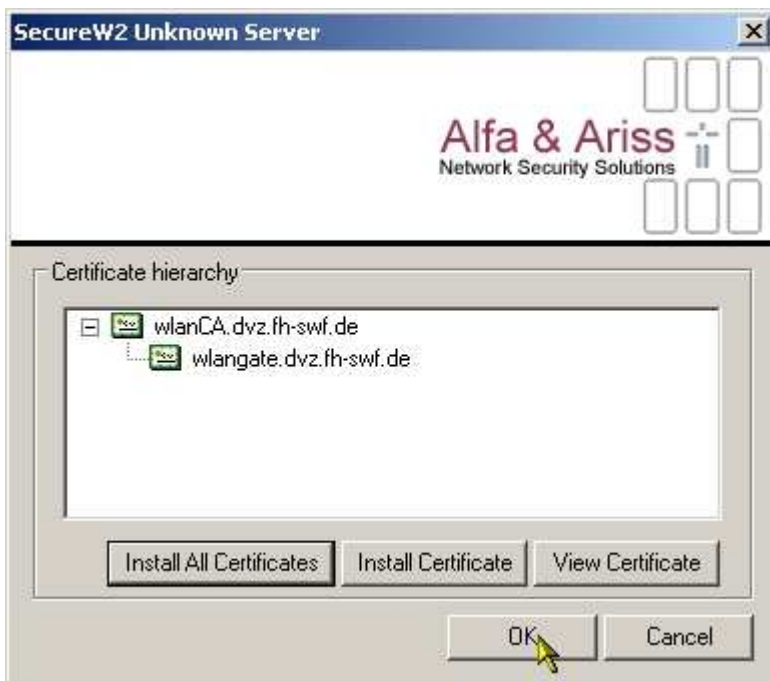 SecureW2 Unknown Server
Alfa & Ariss
Network Security Solutions
Certificate hierarchy
wlanCA.dvz.fh-swf.de
wlangate.dvz.fh-swf.de
Install All Certificates
Install Certificate
View Certificate
OK
Cancel